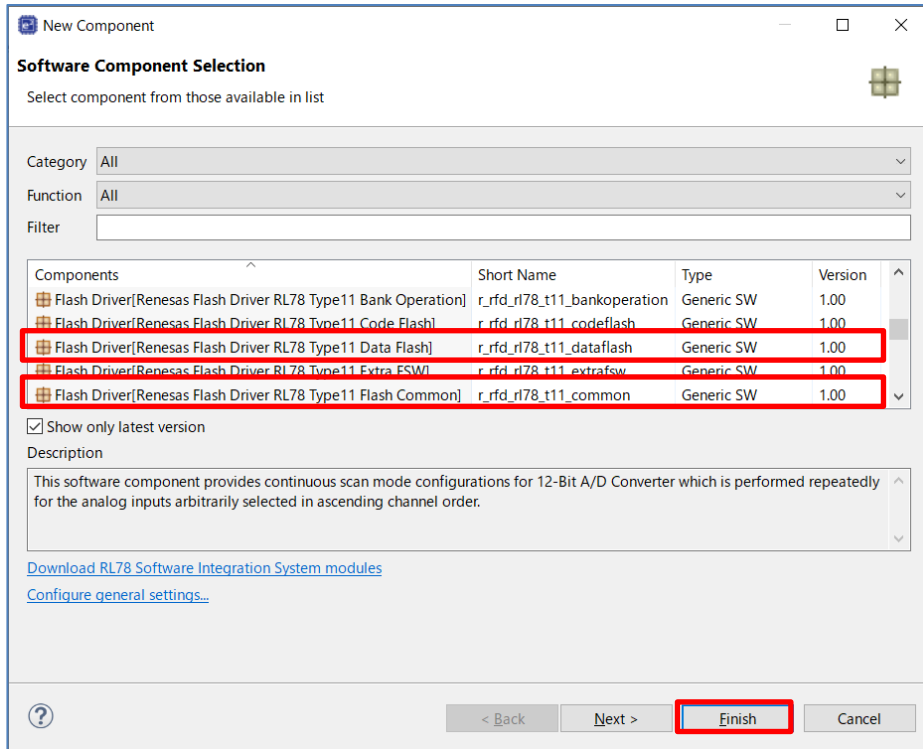 New Component
Software Component Selection
Select component from those available in list
Category All
Function All
Filter
Components Short Name Type Version
Flash Driver[Renesas Flash Driver RL78 Type11 Bank Operation] r_rfd_rl78_t11_bankoperation Generic SW 1.00
Flash Driver[Renesas Flash Driver RL78 Type11 Code Flash] r_rfd_rl78_t11_codeflash Generic SW 1.00
Flash Driver[Renesas Flash Driver RL78 Type11 Data Flash] r_rfd_rl78_t11_dataflash Generic SW 1.00
Flash Driver[Renesas Flash Driver RL78 Type11 Extra FSW] r_rfd_rl78_t11_extrafsw Generic SW 1.00
Flash Driver[Renesas Flash Driver RL78 Type11 Flash Common] r_rfd_rl78_t11_common Generic SW 1.00
Show only latest version
Description
This software component provides continuous scan mode configurations for 12-Bit A/D Converter which is performed repeatedly
for the analog inputs arbitrarily selected in ascending channel order.
Download RL78 Software Integration System modules
Configure general settings...
? < Back Next > Finish Cancel